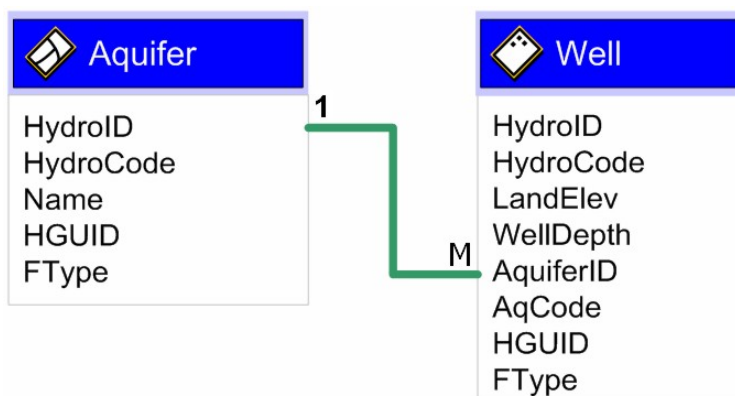 Aquifer
HydroID
HydroCode
Name
HGUID
FType
1
M
Well
HydroID
HydroCode
LandElev
WellDepth
AquiferID
AqCode
HGUID
FType